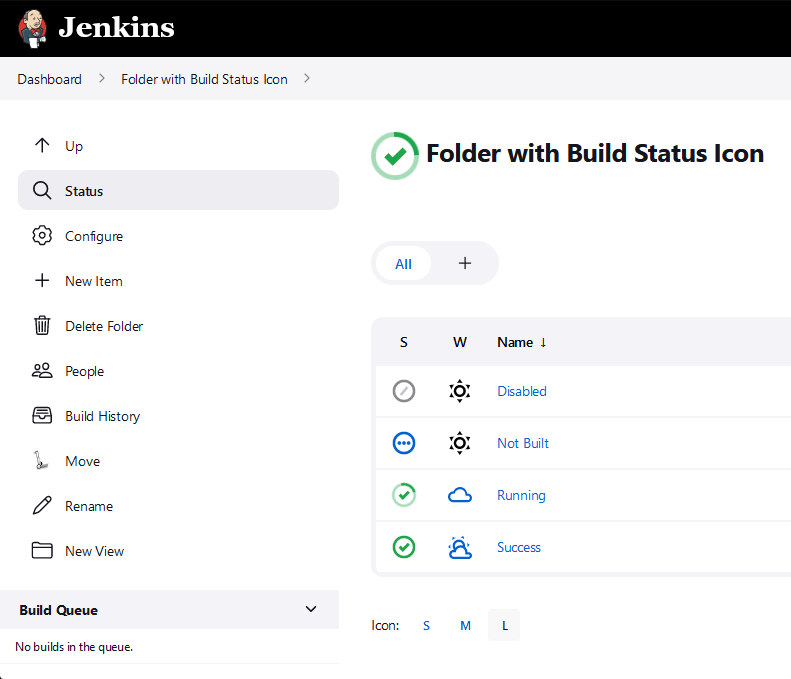 Jenkins
Dashboard > Folder with Build Status Icon >
Up
Status
Configure
New Item
Delete Folder
People
Build History
Move
Rename
New View
Build Queue
No builds in the queue.
Folder with Build Status Icon
All +
S W Name ↓
Disabled
Not Built
Running
Success
Icon: S M L